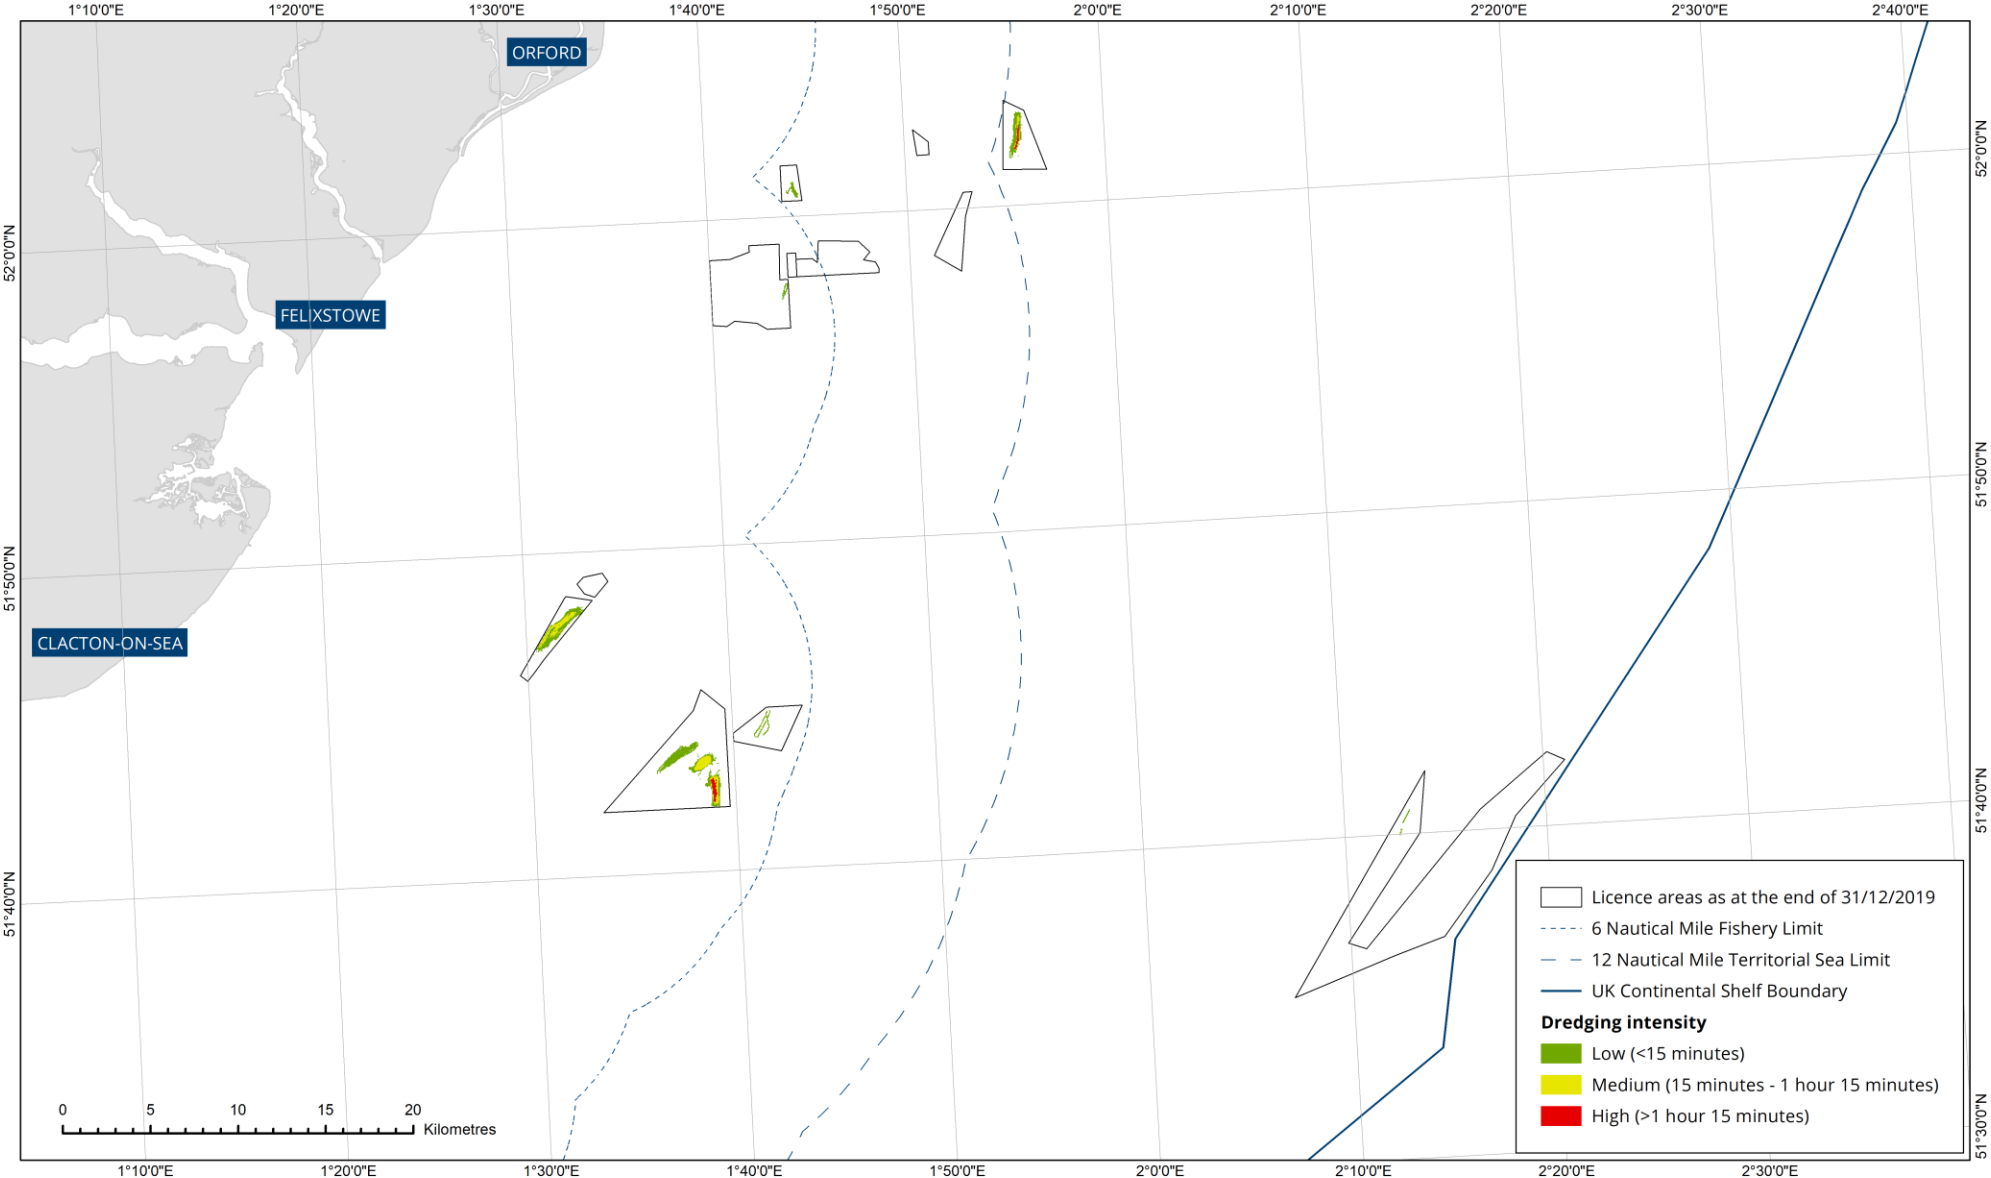 1°10'0"E 1°20'0"E 1°30'0"E 1°40'0"E 1°50'0"E 2°0'0"E 2°10'0"E 2°20'0"E 2°30'0"E 2°40'0"E
ORFORD
52°0'0"N
52°0'0"N
FELIXSTOWE
51°50'0"N
51°50'0"N
CLACTON-ON-SEA
51°40'0"N
51°40'0"N
Licence areas as at the end of 31/12/2019
6 Nautical Mile Fishery Limit
12 Nautical Mile Territorial Sea Limit
UK Continental Shelf Boundary
Dredging intensity
Low (<15 minutes)
Medium (15 minutes - 1 hour 15 minutes)
High (>1 hour 15 minutes)
51°30'0"N
0 5 10 15 20
Kilometres
1°10'0"E 1°20'0"E 1°30'0"E 1°40'0"E 1°50'0"E 2°0'0"E 2°10'0"E 2°20'0"E 2°30'0"E